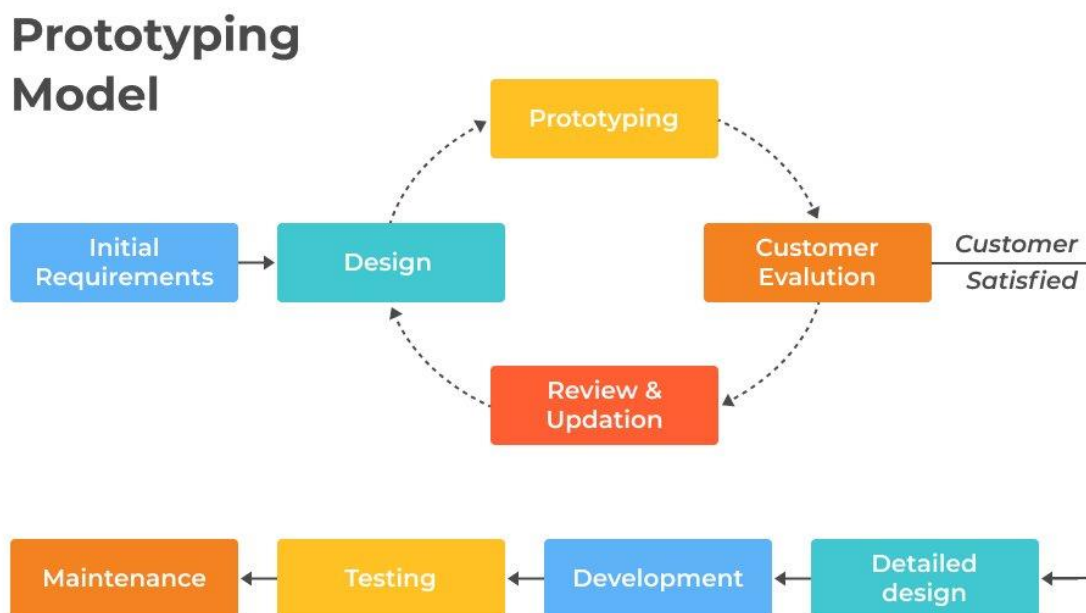 Prototyping
Model
Prototyping
Initial
Requirements
Design
Customer
Evalution
Customer
Satisfied
Review &
Updation
Maintenance
Testing
Development
Detailed
design